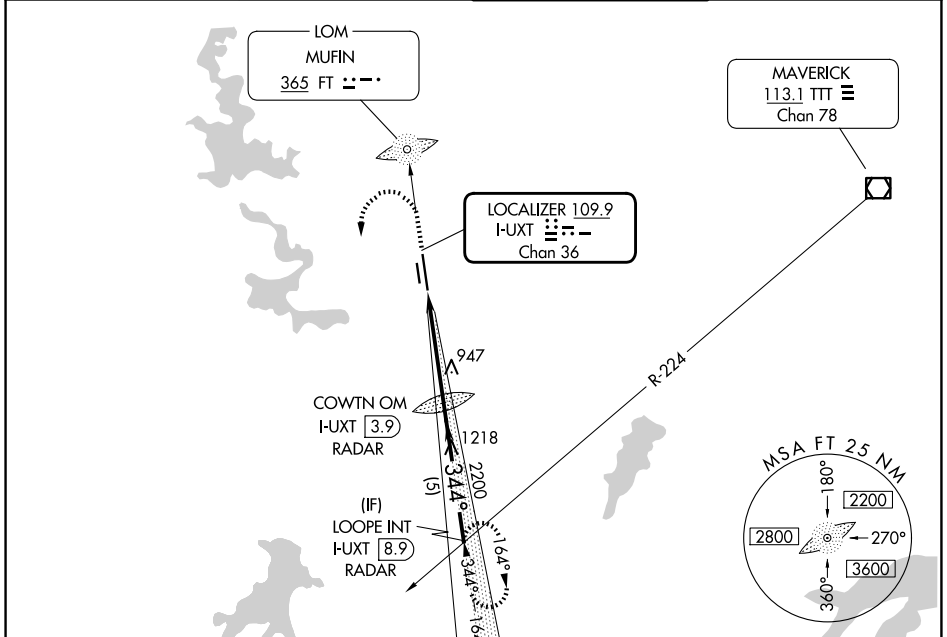 LOM
MUFIN
365 FT
MAVERICK
113.1 TTT
Chan 78
LOCALIZER 109.9
I-UXT
Chan 36
R-224
947
COWTN OM
I-UXT 3.9
RADAR
1218
2200
344°
(5)
(IF)
LOOPE INT
I-UXT 8.9
RADAR
164°
344°
MSA FT 25 NM
180°
2200
2800
270°
3600
360°